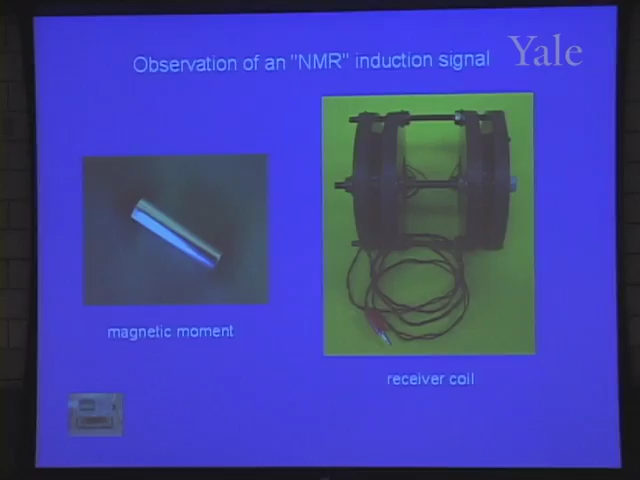 Observation of an "NMR" induction signal
Yale
magnetic moment
receiver coil